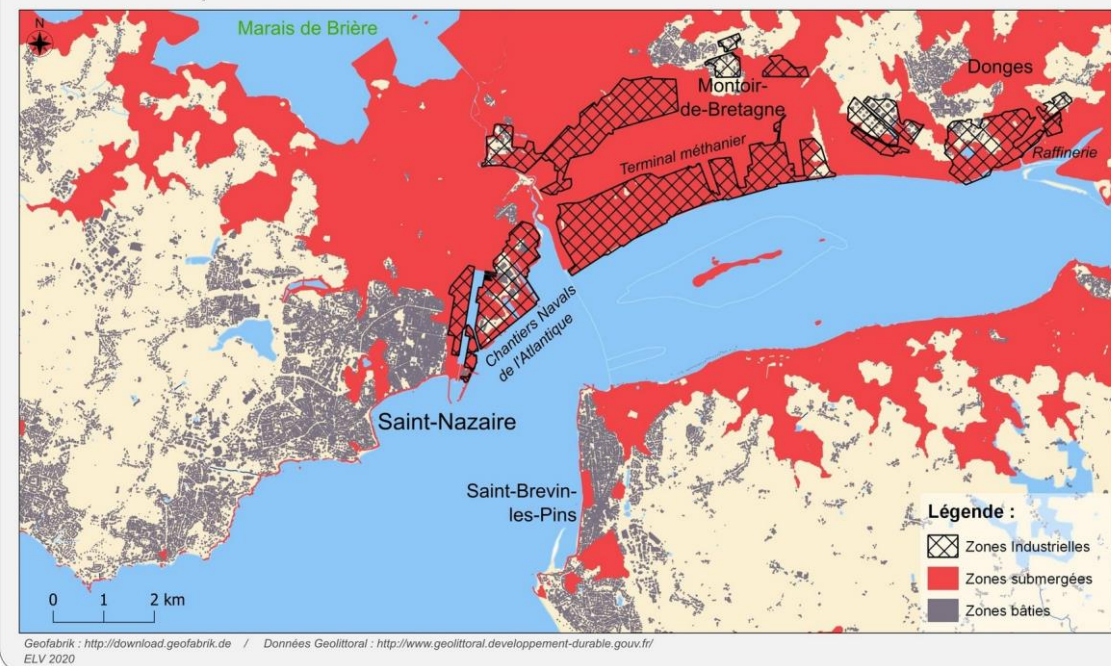 N
Marais de Brière
Donges
Montoir-
de-Bretagne
Terminal méthanier
Raffinerie
Chantiers Navals
de l'Atlantique
Saint-Nazaire
Saint-Brevin-
les-Pins
Légende :
Zones Industrielles
Zones submergées
Zones bâties
0 1 2 km
Geofabrik : http://download.geofabrik.de / Données Geolittoral : http://www.geolittoral.developpement-durable.gouv.fr/
ELV 2020